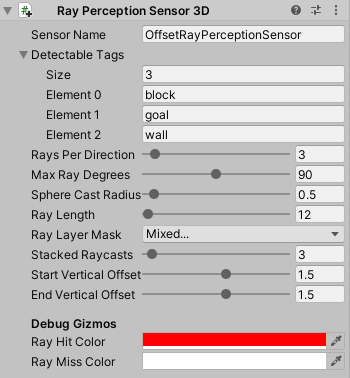 Ray Perception Sensor 3D
Sensor Name OffsetRayPerceptionSensor
Detectable Tags
Size 3
Element 0 block
Element 1 goal
Element 2 wall
Rays Per Direction 3
Max Ray Degrees 90
Sphere Cast Radius 0.5
Ray Length 12
Ray Layer Mask Mixed...
Stacked Raycasts 3
Start Vertical Offset 1.5
End Vertical Offset 1.5
Debug Gizmos
Ray Hit Color
Ray Miss Color